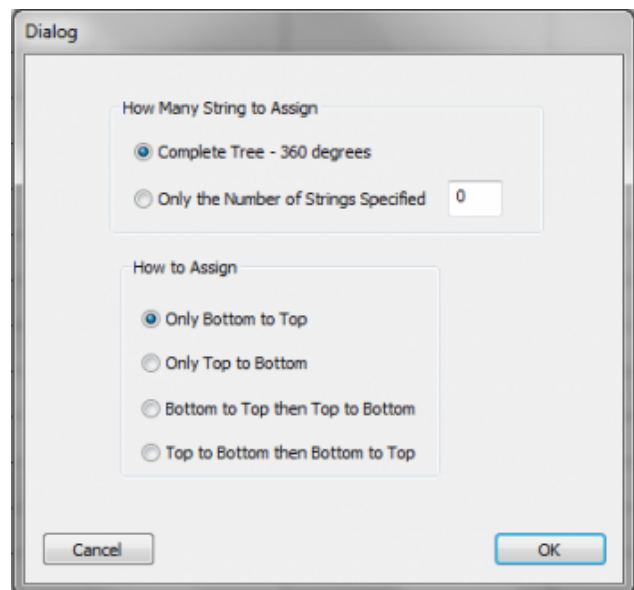 Dialog
How Many String to Assign
Complete Tree - 360 degrees
Only the Number of Strings Specified 0
How to Assign
Only Bottom to Top
Only Top to Bottom
Bottom to Top then Top to Bottom
Top to Bottom then Bottom to Top
Cancel OK